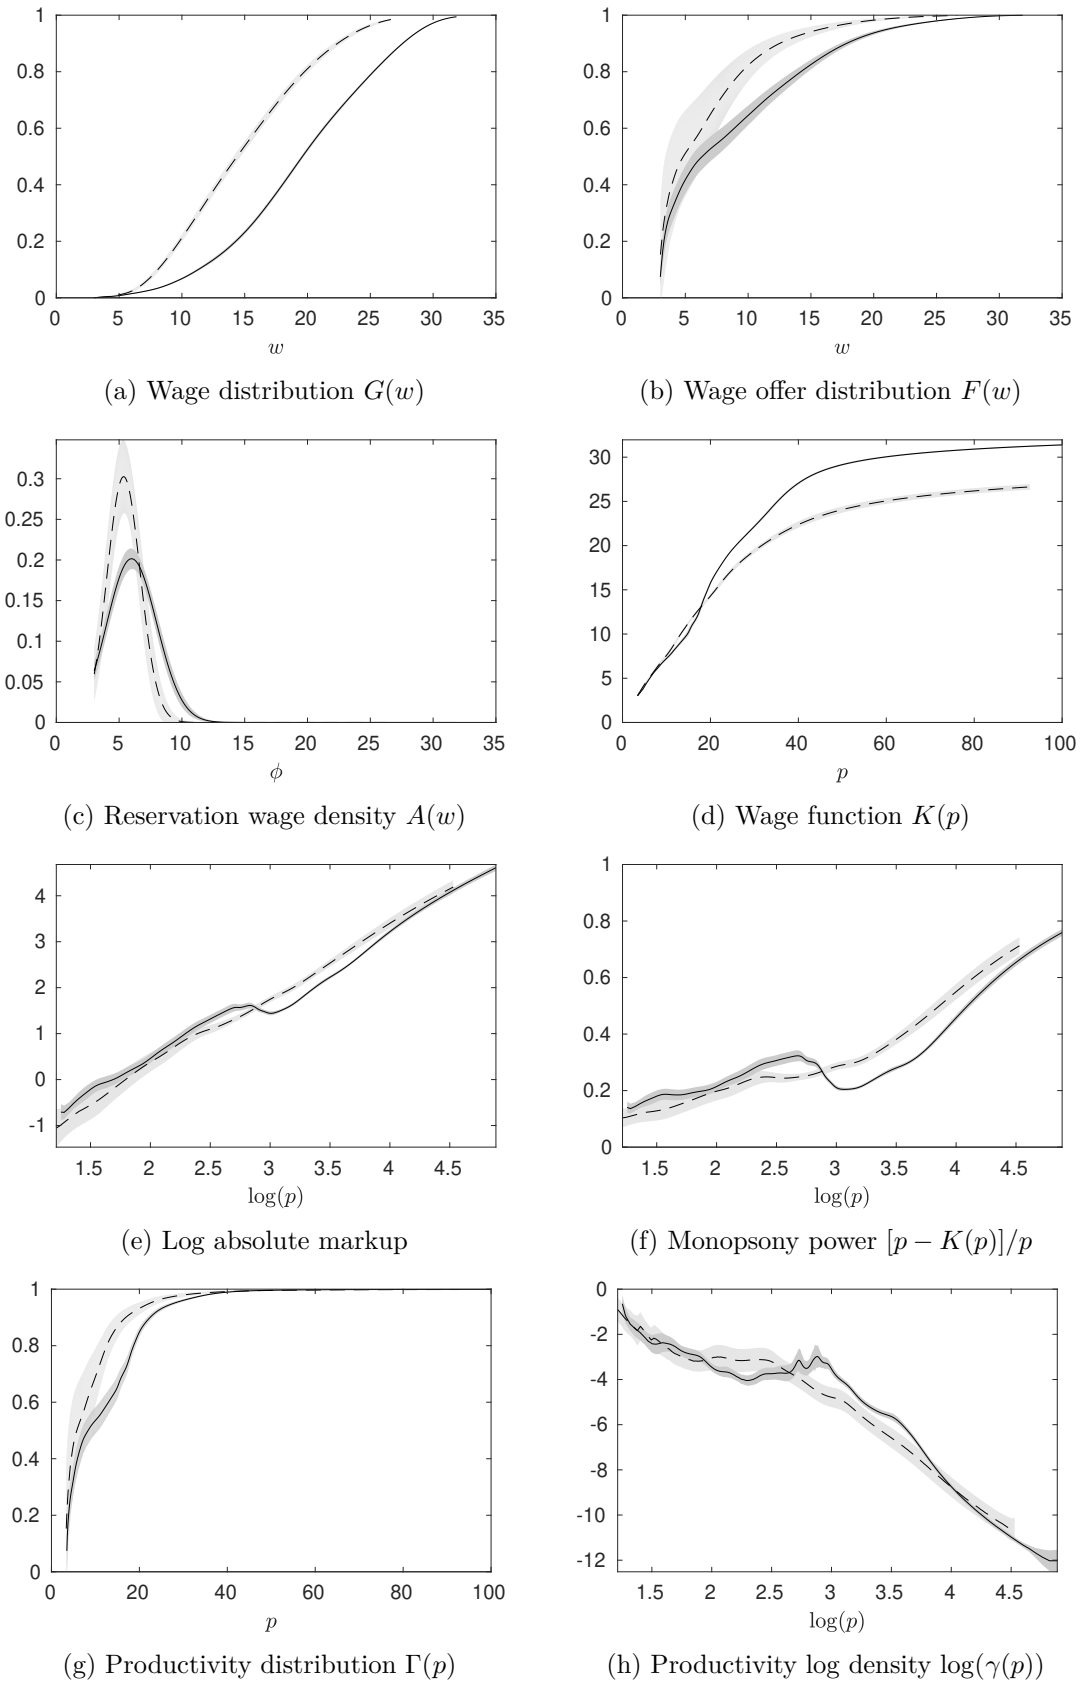 1
0.8
0.6
0.4
0.2
0
0 5 10 15 20 25 30 35
w
(a) Wage distribution G(w)
1
0.8
0.6
0.4
0.2
0
0 5 10 15 20 25 30 35
w
(b) Wage offer distribution F(w)
0.3
0.25
0.2
0.15
0.1
0.05
0
0 5 10 15 20 25 30 35
ϕ
(c) Reservation wage density A(w)
30
25
20
15
10
5
0
0 20 40 60 80 100
p
(d) Wage function K(p)
4
3
2
1
0
-1
1.5 2 2.5 3 3.5 4 4.5
log(p)
(e) Log absolute markup
1
0.8
0.6
0.4
0.2
0
1.5 2 2.5 3 3.5 4 4.5
log(p)
(f) Monopsony power [p − K(p)]/p
1
0.8
0.6
0.4
0.2
0
0 20 40 60 80 100
p
(g) Productivity distribution Γ(p)
0
-2
-4
-6
-8
-10
-12
1.5 2 2.5 3 3.5 4 4.5
log(p)
(h) Productivity log density log(γ(p))